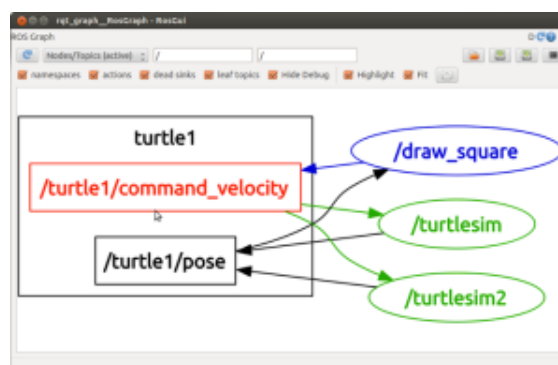 rqt_graph__RosGraph - RosGui
ROS Graph
Nodes/Topics (active) / /
namespaces actions dead sinks leaf topics Hide Debug Highlight Fit
turtle1
/draw_square
/turtle1/command_velocity
/turtlesim
/turtle1/pose
/turtlesim2